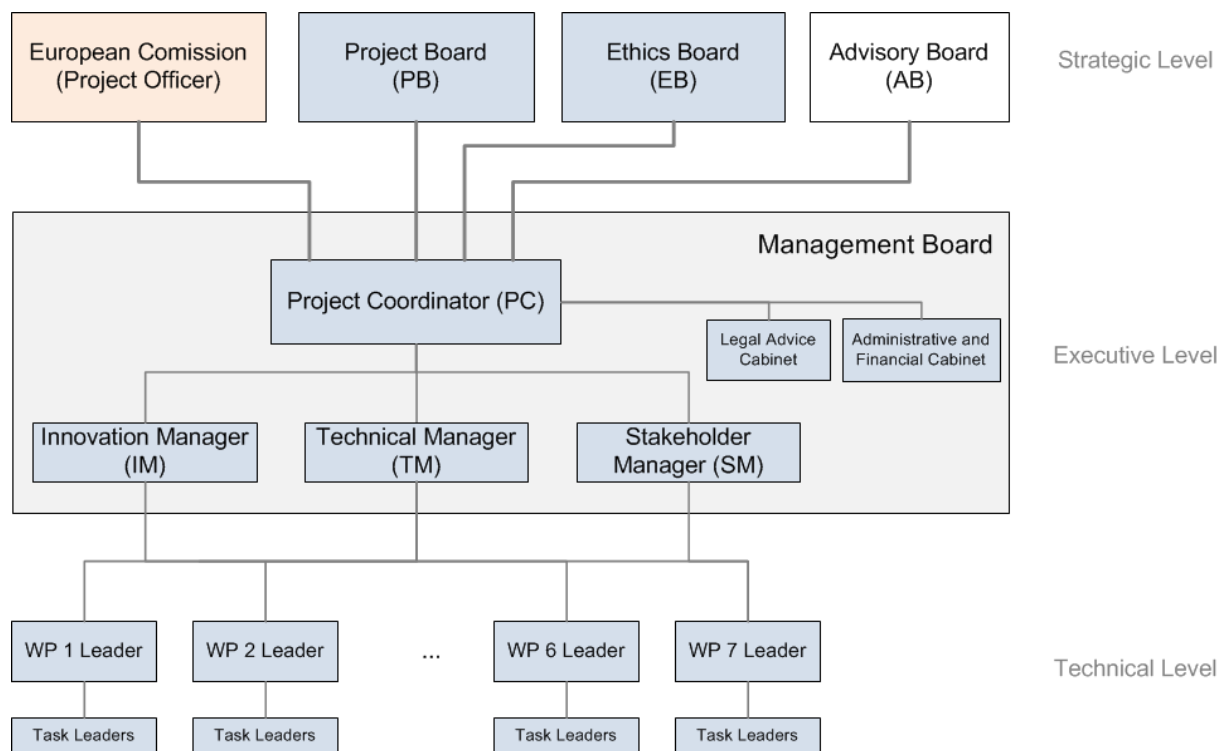 European Comission
(Project Officer)
Project Board
(PB)
Ethics Board
(EB)
Advisory Board
(AB)
Strategic Level
Management Board
Project Coordinator (PC)
Legal Advice
Cabinet
Administrative and
Financial Cabinet
Executive Level
Innovation Manager
(IM)
Technical Manager
(TM)
Stakeholder
Manager (SM)
WP 1 Leader
WP 2 Leader
...
WP 6 Leader
WP 7 Leader
Technical Level
Task Leaders
Task Leaders
Task Leaders
Task Leaders